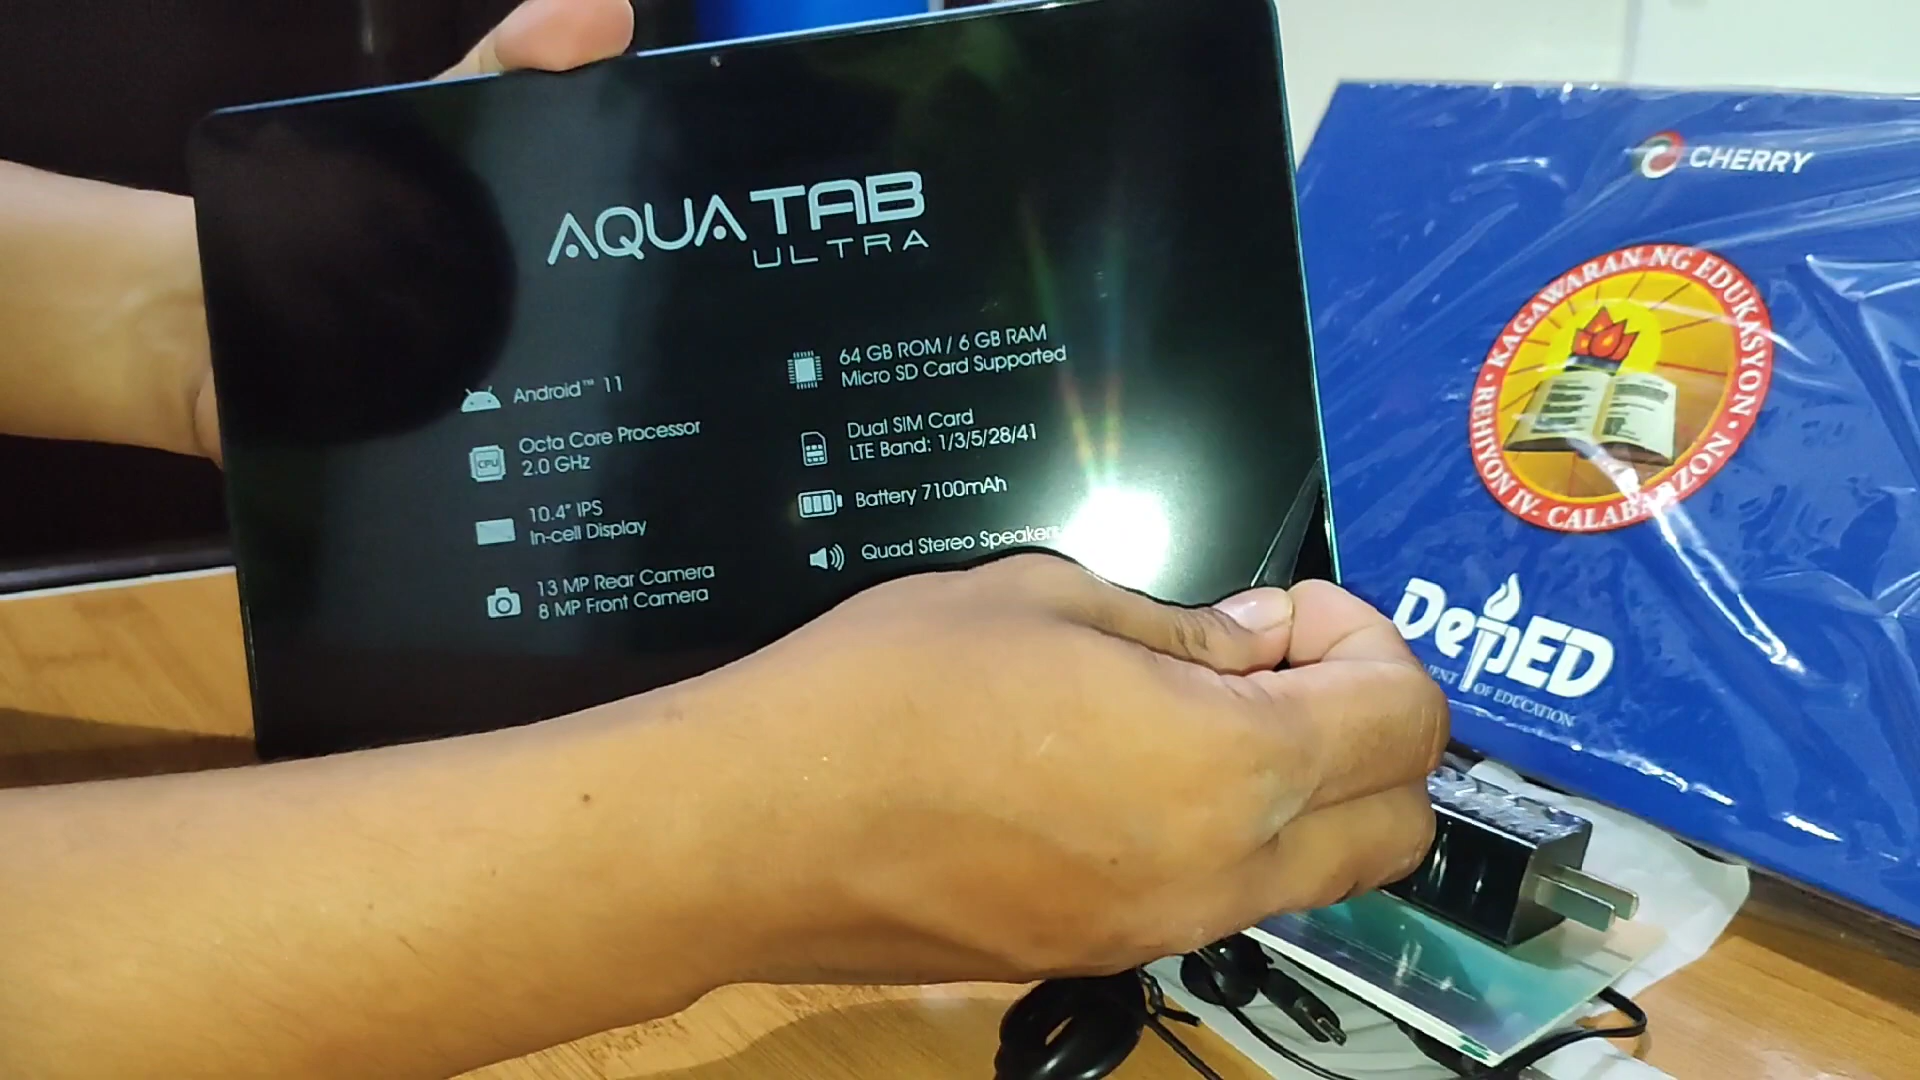 AQUA TAB
ULTRA
Android™ 11
Octa Core Processor
2.0 GHz
CPU
10.4" IPS
In-cell Display
13 MP Rear Camera
8 MP Front Camera
64 GB ROM / 6 GB RAM
Micro SD Card Supported
Dual SIM Card
LTE Band: 1/3/5/28/41
Battery 7100mAh
Quad Stereo Speakers
CHERRY
KAGAWARAN NG EDUKASYON
REHIYON IV- CALABARZON
DepED
OF EDUCATION